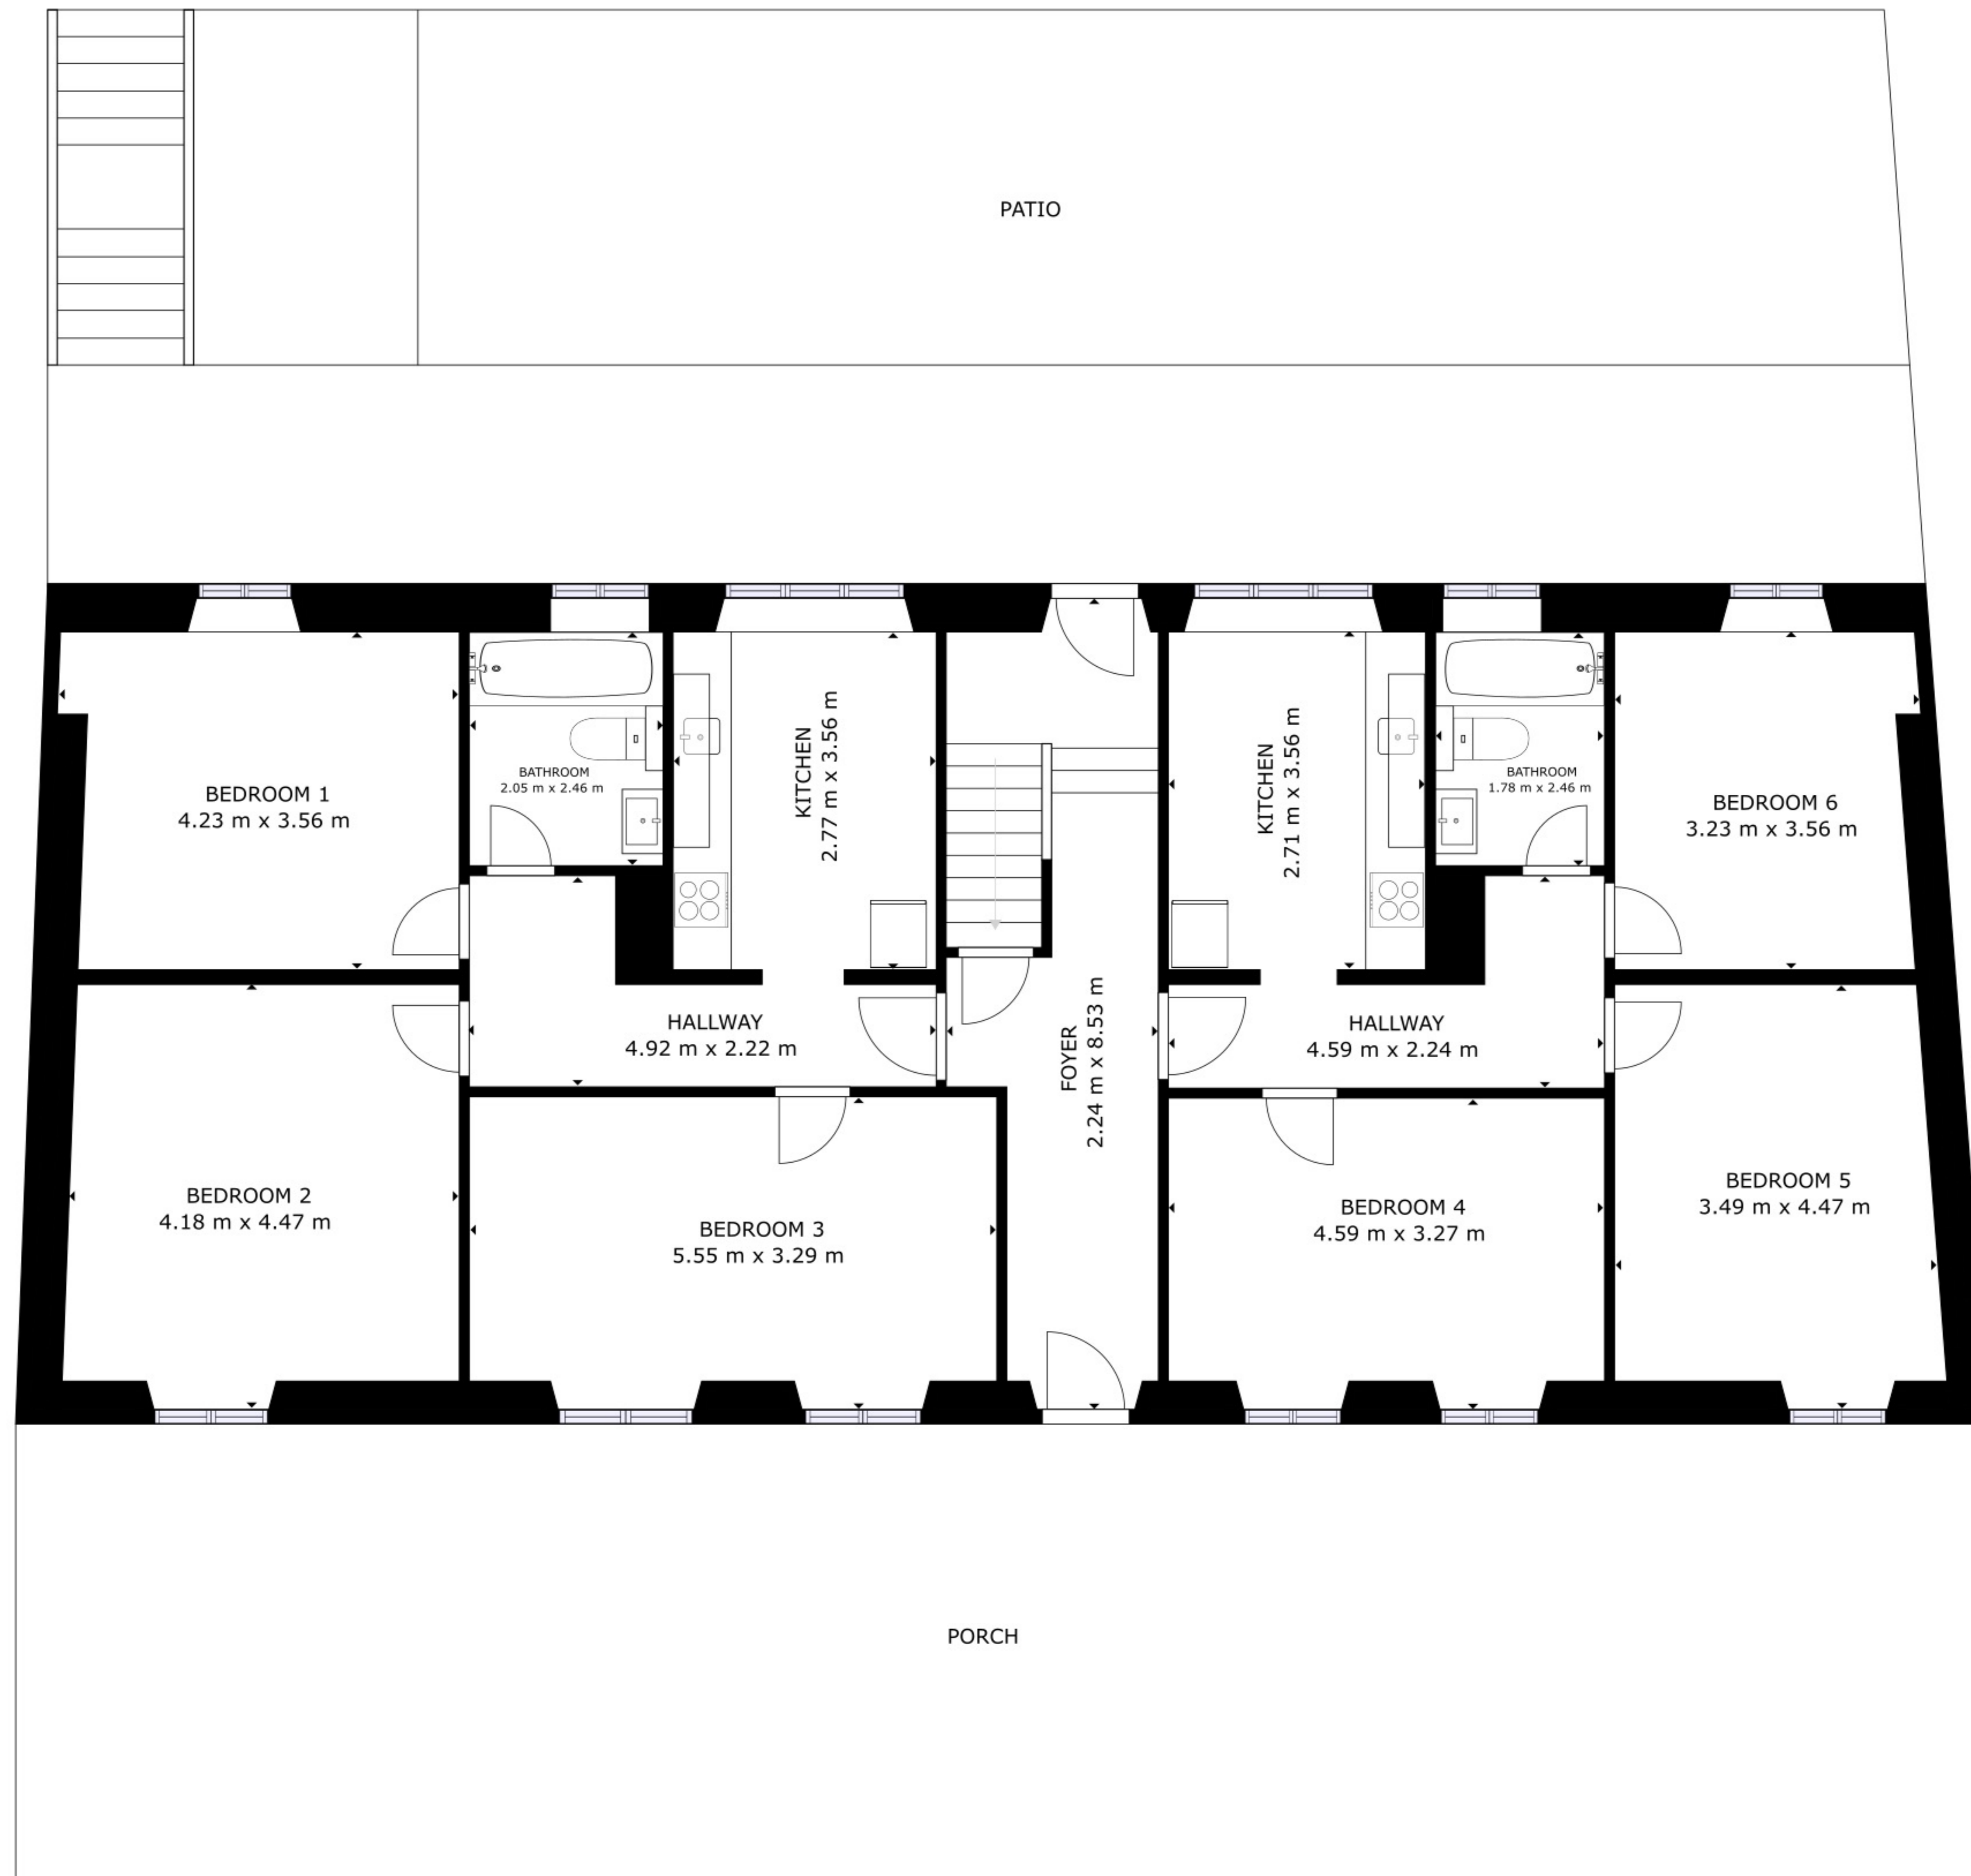 PATIO
BEDROOM 1
4.23 m x 3.56 m
BATHROOM
2.05 m x 2.46 m
KITCHEN
2.77 m x 3.56 m
KITCHEN
2.71 m x 3.56 m
BATHROOM
1.78 m x 2.46 m
BEDROOM 6
3.23 m x 3.56 m
HALLWAY
4.92 m x 2.22 m
FOYER
2.24 m x 8.53 m
HALLWAY
4.59 m x 2.24 m
BEDROOM 2
4.18 m x 4.47 m
BEDROOM 3
5.55 m x 3.29 m
BEDROOM 4
4.59 m x 3.27 m
BEDROOM 5
3.49 m x 4.47 m
PORCH